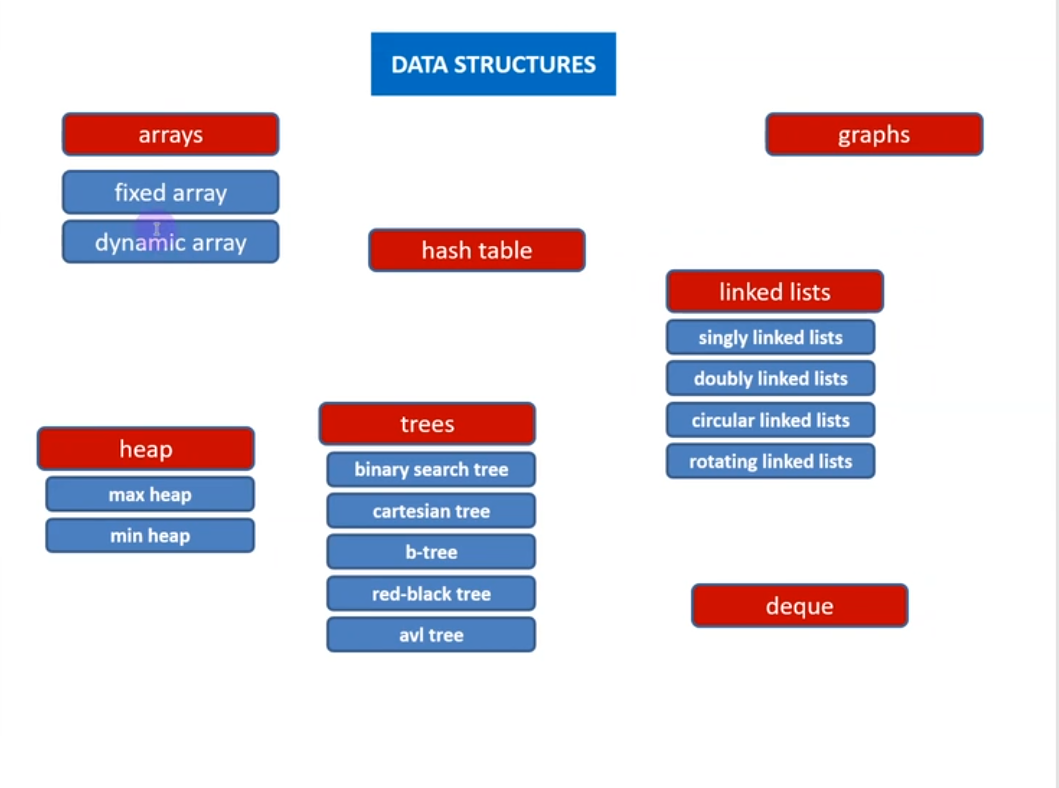 DATA STRUCTURES
arrays
fixed array
dynamic array
graphs
hash table
linked lists
singly linked lists
doubly linked lists
circular linked lists
rotating linked lists
heap
max heap
min heap
trees
binary search tree
cartesian tree
b-tree
red-black tree
avl tree
deque